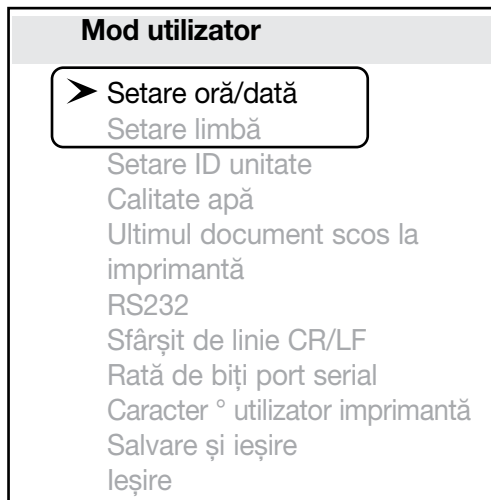 Mod utilizator
Setare oră/dată
Setare limbă
Setare ID unitate
Calitate apă
Ultimul document scos la
imprimantă
RS232
Sfârșit de linie CR/LF
Rată de biți port serial
Caracter ° utilizator imprimantă
Salvare și ieșire
Ieșire